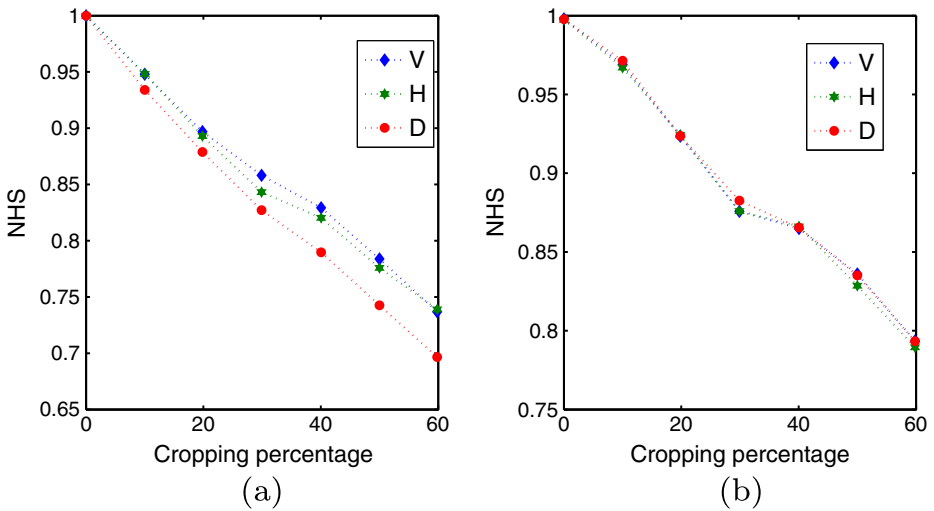 1
0.95
0.9
0.85
0.8
0.75
0.7
0.65
NHS
0 20 40 60
Cropping percentage
V
H
D
(a)
1
0.95
0.9
0.85
0.8
0.75
NHS
0 20 40 60
Cropping percentage
V
H
D
(b)